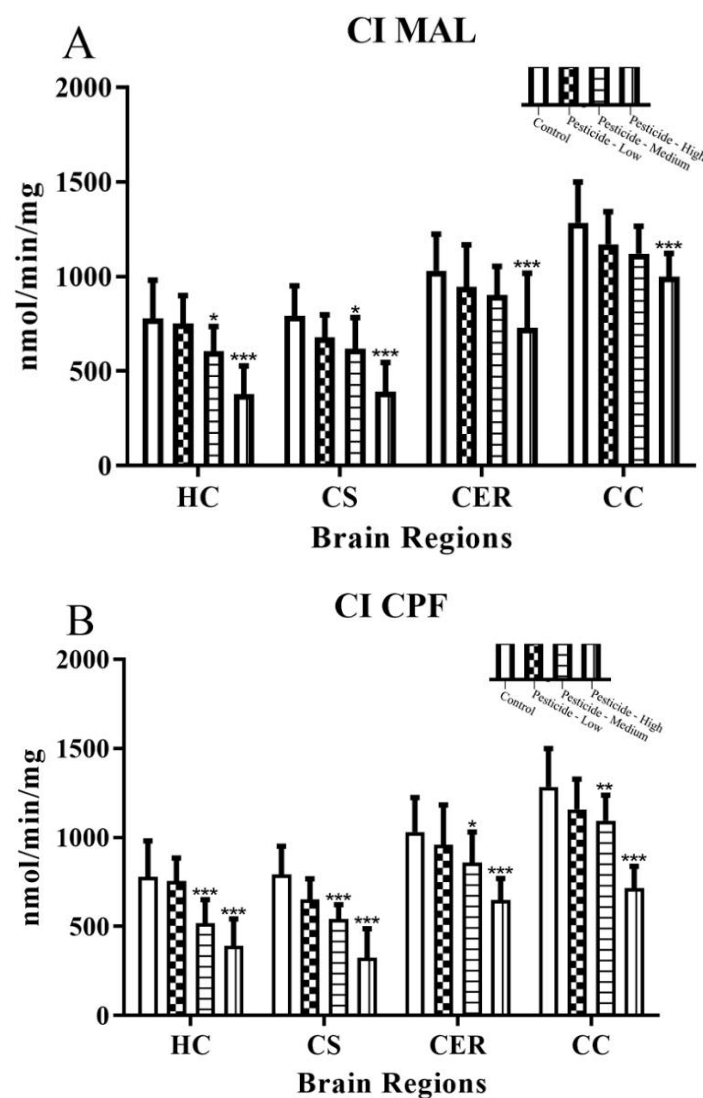 A
CI MAL
nmol/min/mg
2000
1500
1000
500
0
Control
Pesticide - Low
Pesticide - Medium
Pesticide - High
*
***
*
***
***
***
HC
CS
CER
CC
Brain Regions
B
CI CPF
nmol/min/mg
2000
1500
1000
500
0
Control
Pesticide - Low
Pesticide - Medium
Pesticide - High
***
***
***
***
*
***
**
***
HC
CS
CER
CC
Brain Regions